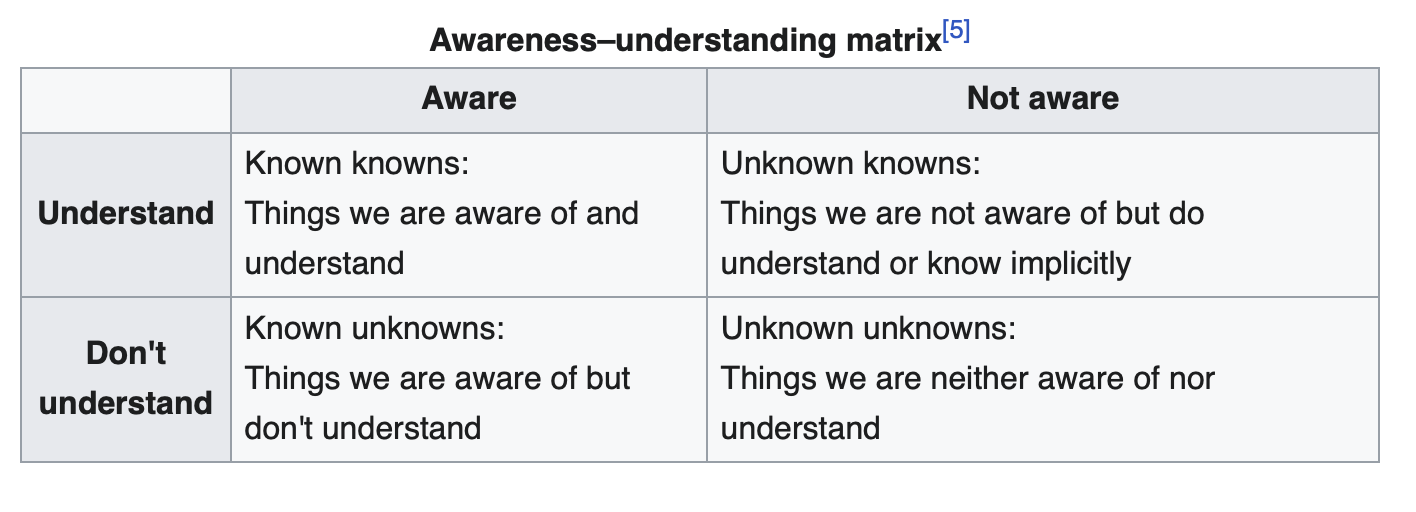 Awareness–understanding matrix[5]
Aware
Not aware
Understand
Known knowns:
Things we are aware of and
understand
Unknown knowns:
Things we are not aware of but do
understand or know implicitly
Don't
understand
Known unknowns:
Things we are aware of but
don't understand
Unknown unknowns:
Things we are neither aware of nor
understand